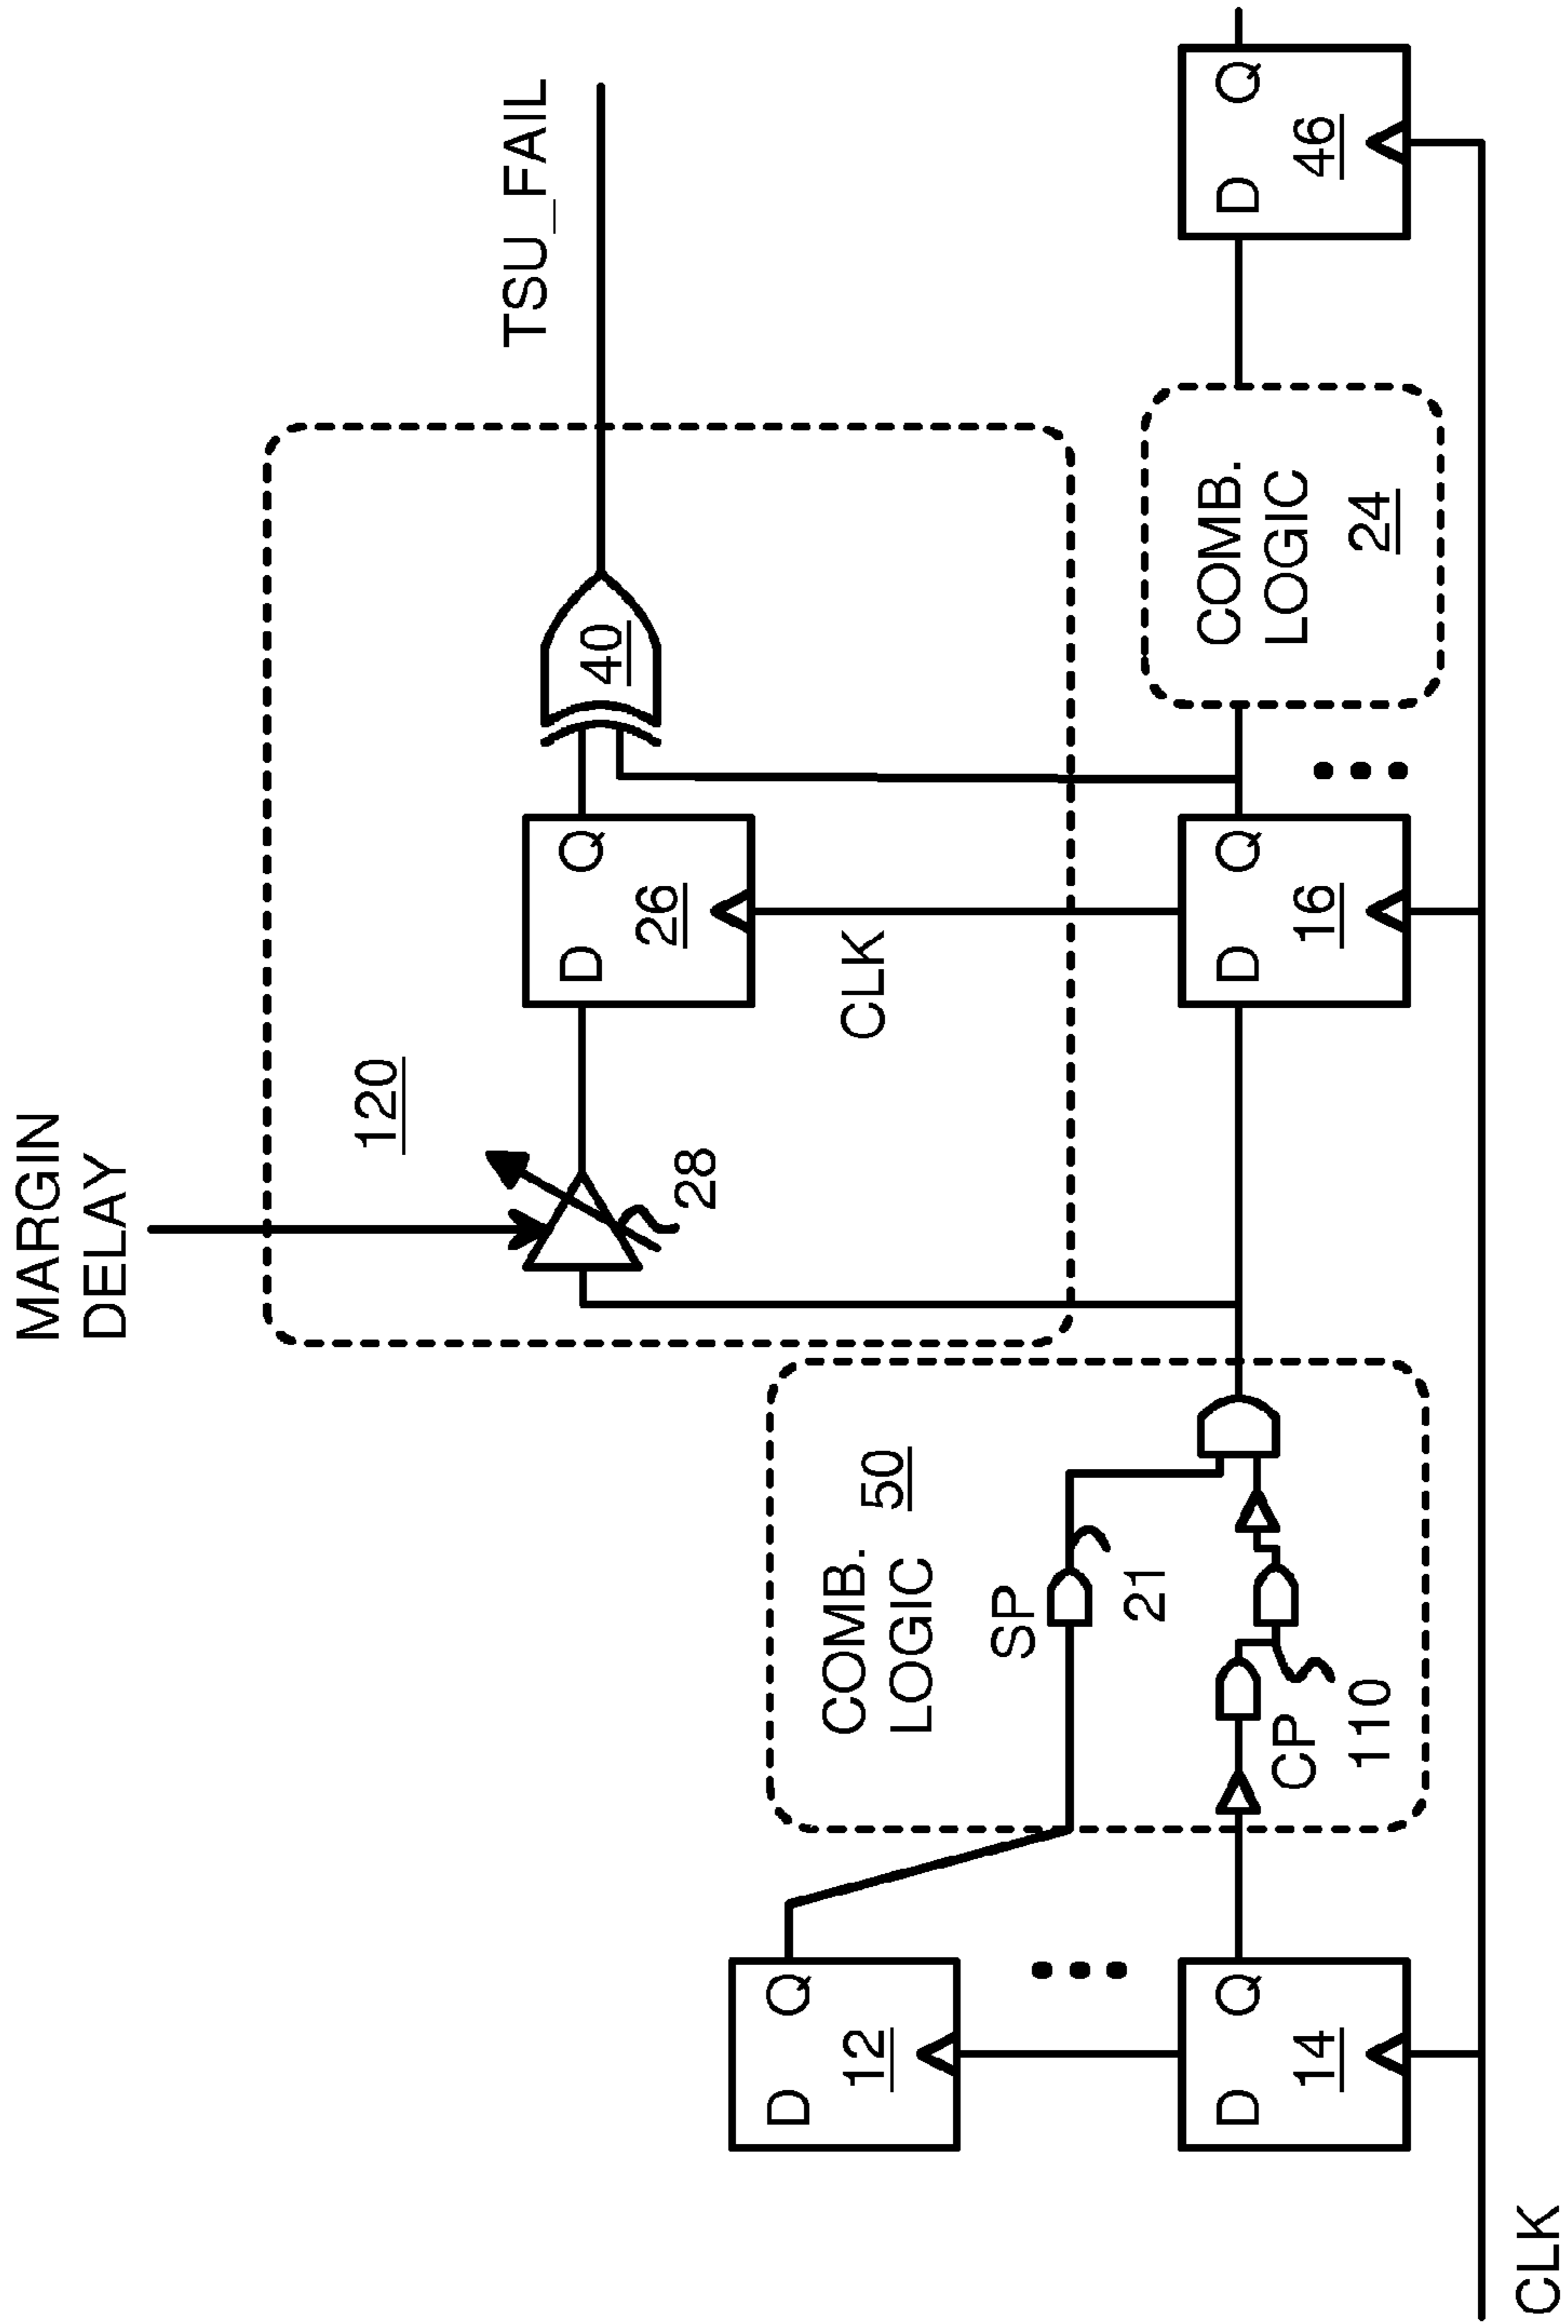 MARGIN
DELAY
120
28
D Q
26
CLK
40
TSU_FAIL
COMB.
LOGIC 50
SP
21
CP
110
D Q
12
D Q
14
D Q
16
COMB.
LOGIC
24
D Q
46
CLK